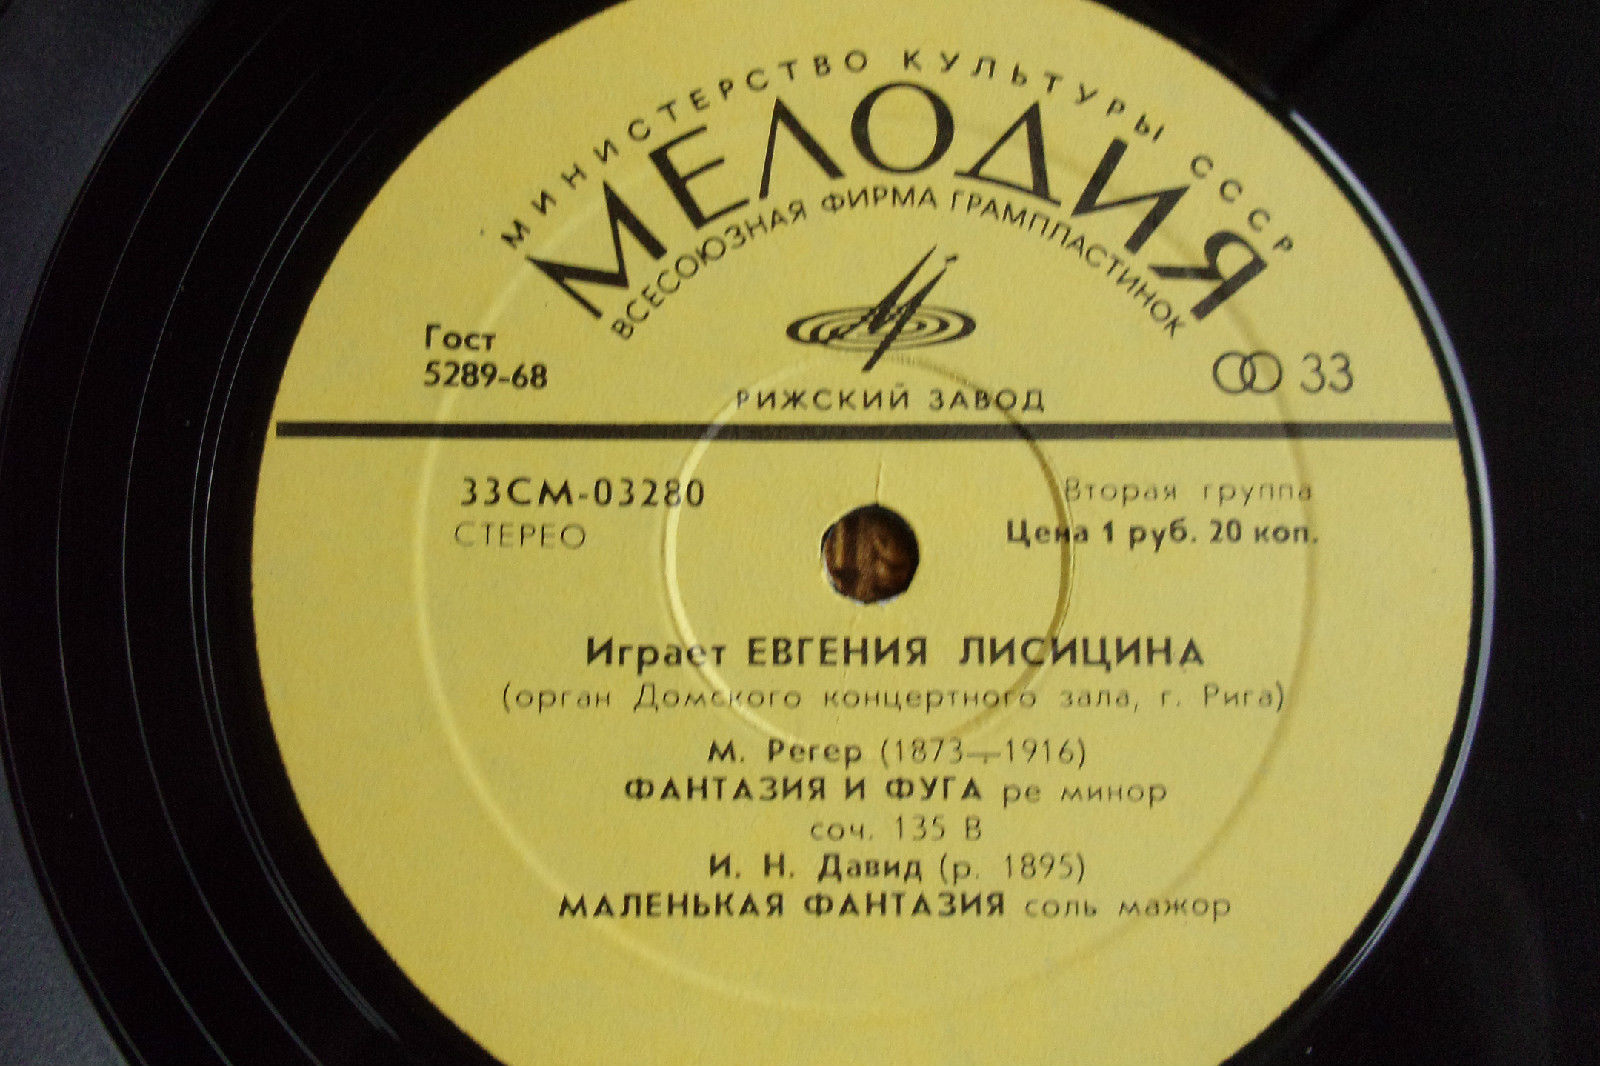 МИНИСТЕРСТВО КУЛЬТУРЫ СССР
МЕЛОДИЯ
ВСЕСОЮЗНАЯ ФИРМА ГРАМПЛАСТИНОК
Гост
5289-68
33
РИЖСКИЙ ЗАВОД
33СМ-03280
СТЕРЕО
Вторая группа
Цена 1 руб. 20 коп.
Играет ЕВГЕНИЯ ЛИСИЦИНА
(орган Домского концертного зала, г. Рига)
М. Регер (1873—1916)
ФАНТАЗИЯ И ФУГА ре минор
соч. 135 В
И. Н. Давид (р. 1895)
МАЛЕНЬКАЯ ФАНТАЗИЯ соль мажор